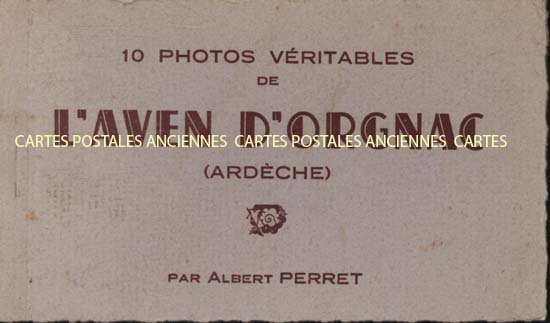 10 PHOTOS VÉRITABLES
DE
L'AVEN D'ORGNAC
CARTES POSTALES ANCIENNES CARTES POSTALES ANCIENNES CARTES
(ARDÈCHE)
PAR ALBERT PERRET